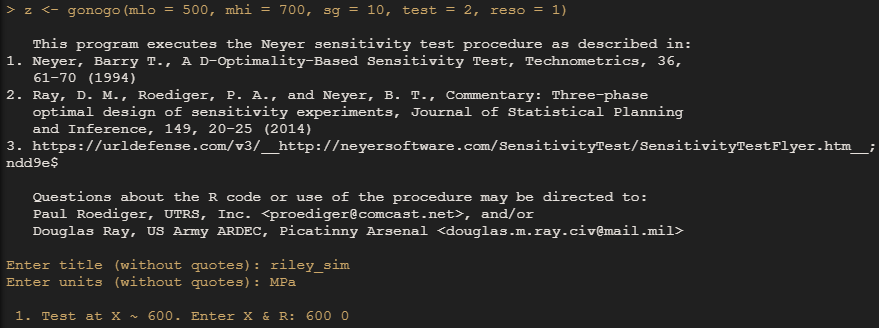 > z <- gonogo(mlo = 500, mhi = 700, sg = 10, test = 2, reso = 1)
This program executes the Neyer sensitivity test procedure as described in:
1. Neyer, Barry T., A D-Optimality-Based Sensitivity Test, Technometrics, 36,
61-70 (1994)
2. Ray, D. M., Roediger, P. A., and Neyer, B. T., Commentary: Three-phase
optimal design of sensitivity experiments, Journal of Statistical Planning
and Inference, 149, 20-25 (2014)
3. https://urldefense.com/v3/__http://neyersoftware.com/SensitivityTest/SensitivityTestFlyer.htm__;
ndd9e$
Questions about the R code or use of the procedure may be directed to:
Paul Roediger, UTRS, Inc. <proediger@comcast.net>, and/or
Douglas Ray, US Army ARDEC, Picatinny Arsenal <douglas.m.ray.civ@mail.mil>
Enter title (without quotes): riley_sim
Enter units (without quotes): MPa
1. Test at X ~ 600. Enter X & R: 600 0